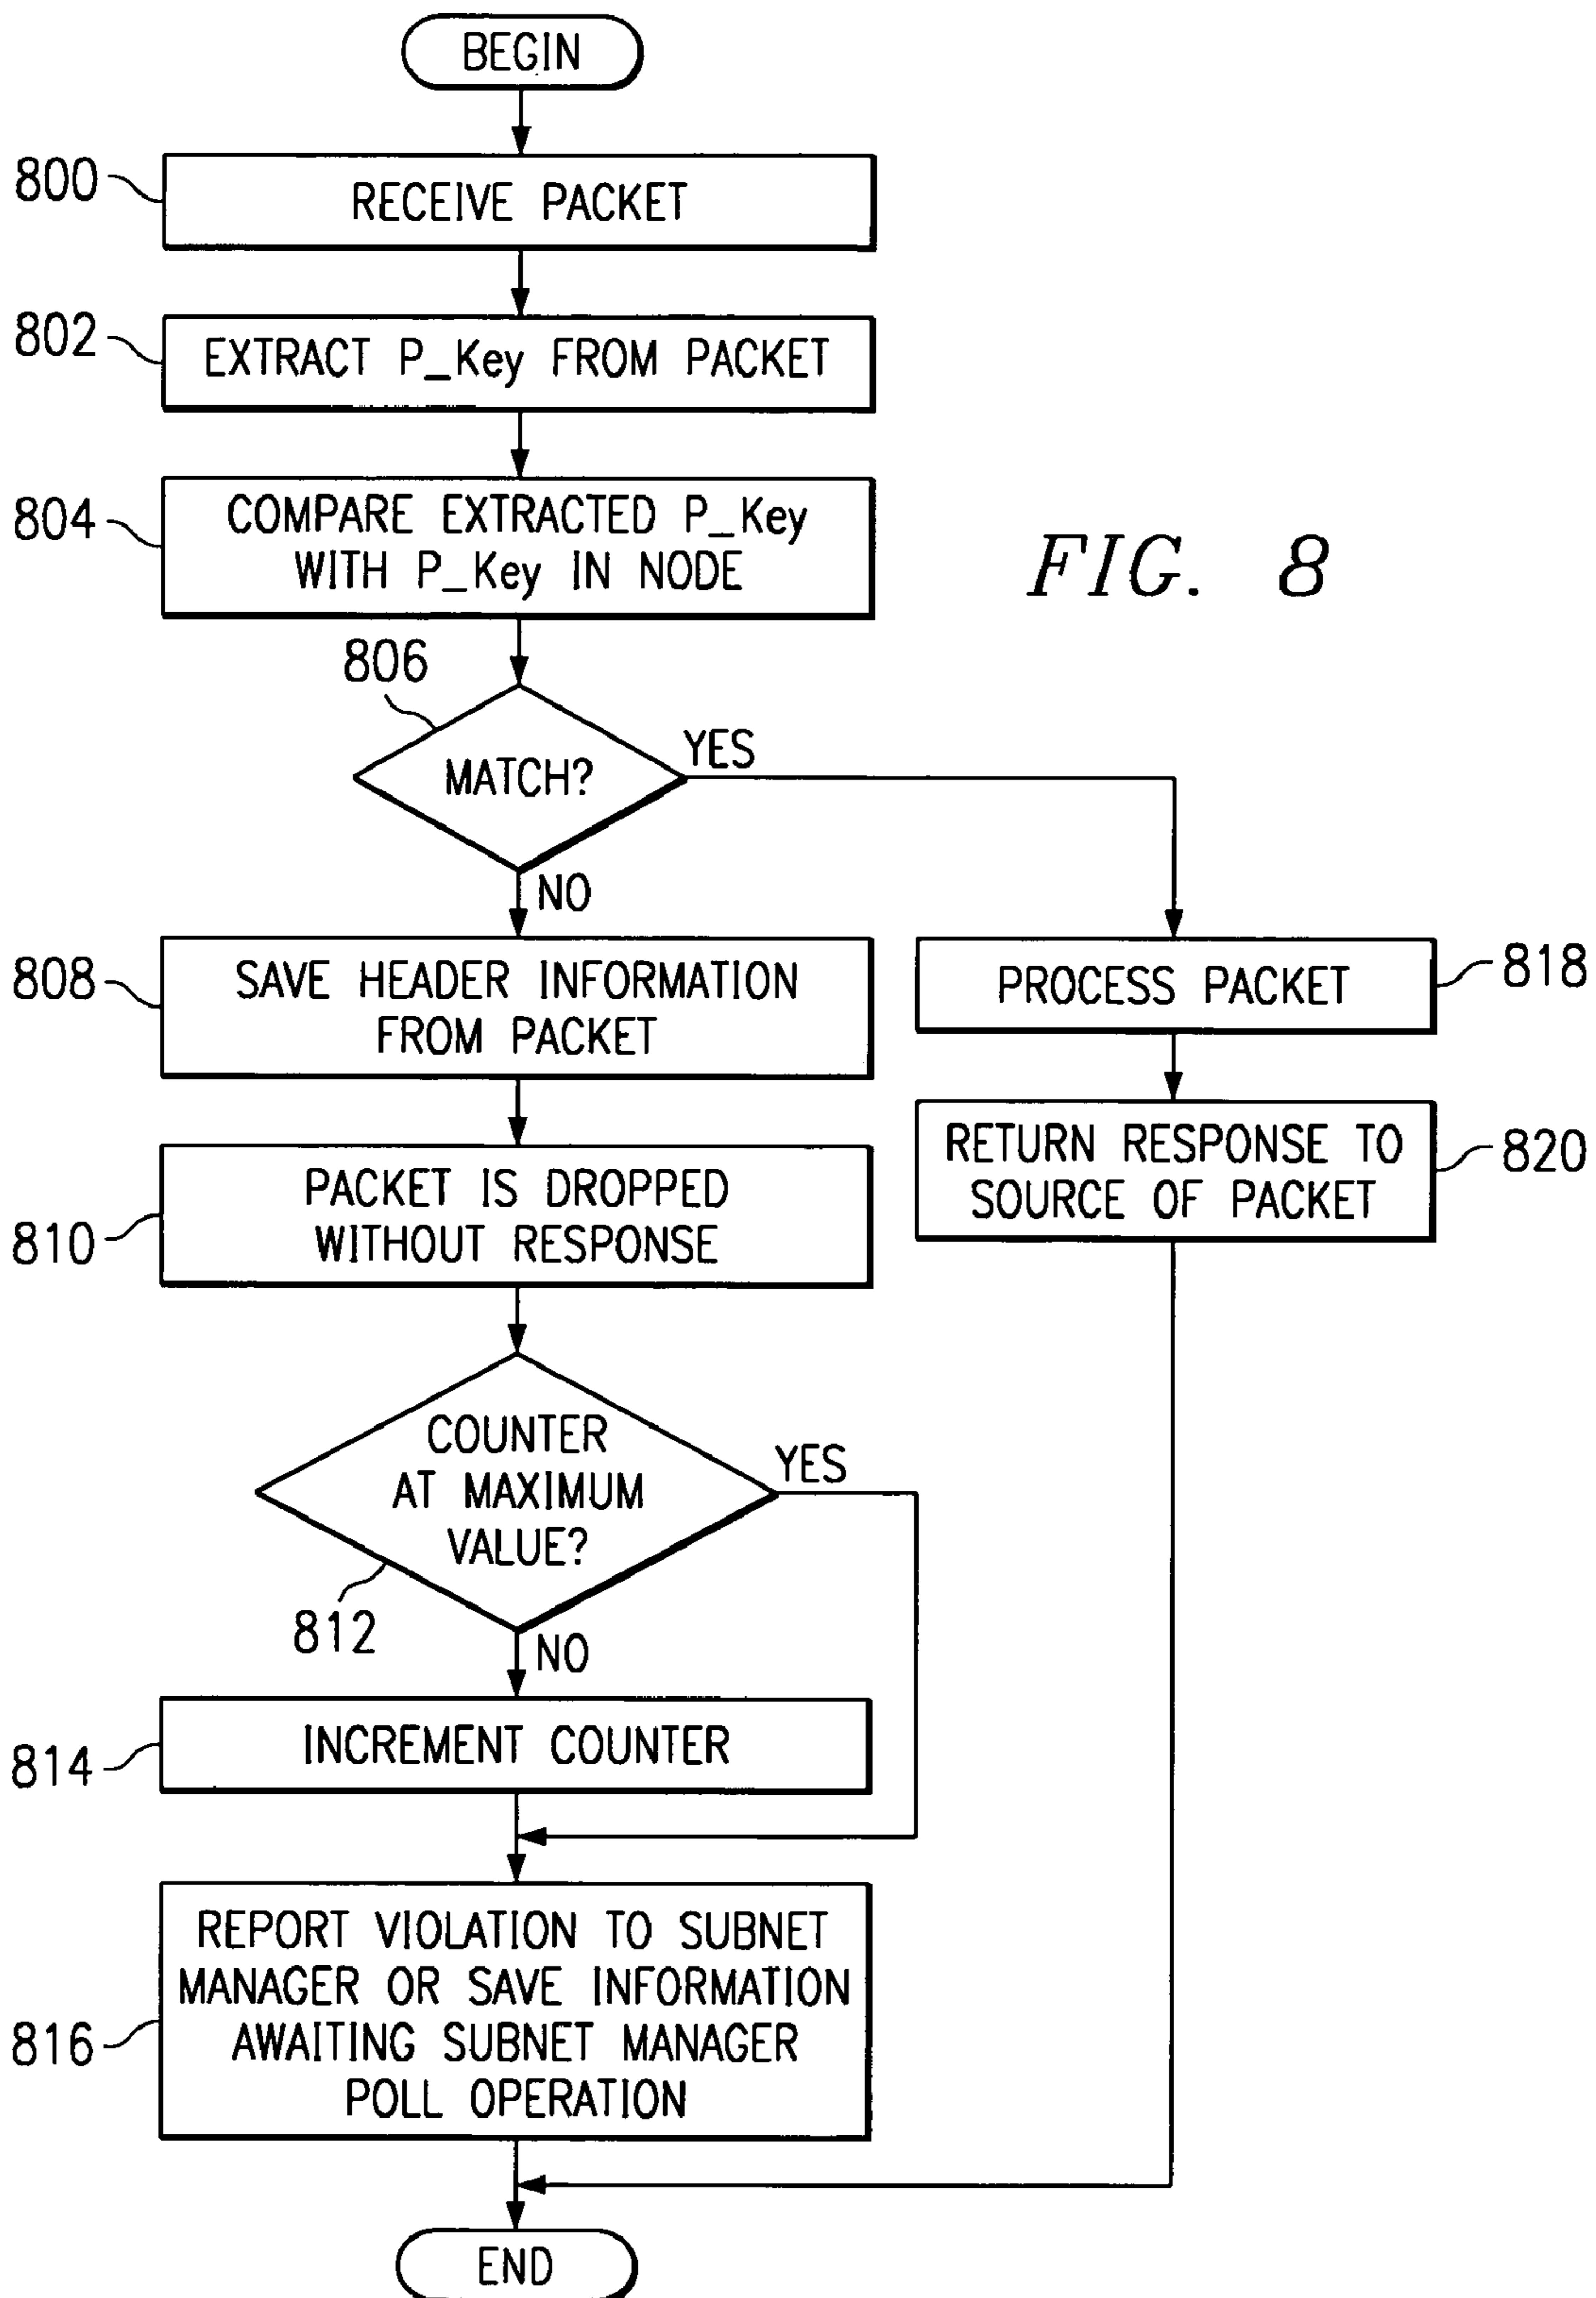 BEGIN
800
RECEIVE PACKET
802
EXTRACT P_Key FROM PACKET
804
COMPARE EXTRACTED P_Key
WITH P_Key IN NODE
FIG. 8
806
MATCH?
YES
NO
808
SAVE HEADER INFORMATION
FROM PACKET
PROCESS PACKET
818
810
PACKET IS DROPPED
WITHOUT RESPONSE
RETURN RESPONSE TO
SOURCE OF PACKET
820
COUNTER
AT MAXIMUM
VALUE?
YES
812
NO
814
INCREMENT COUNTER
816
REPORT VIOLATION TO SUBNET
MANAGER OR SAVE INFORMATION
AWAITING SUBNET MANAGER
POLL OPERATION
END